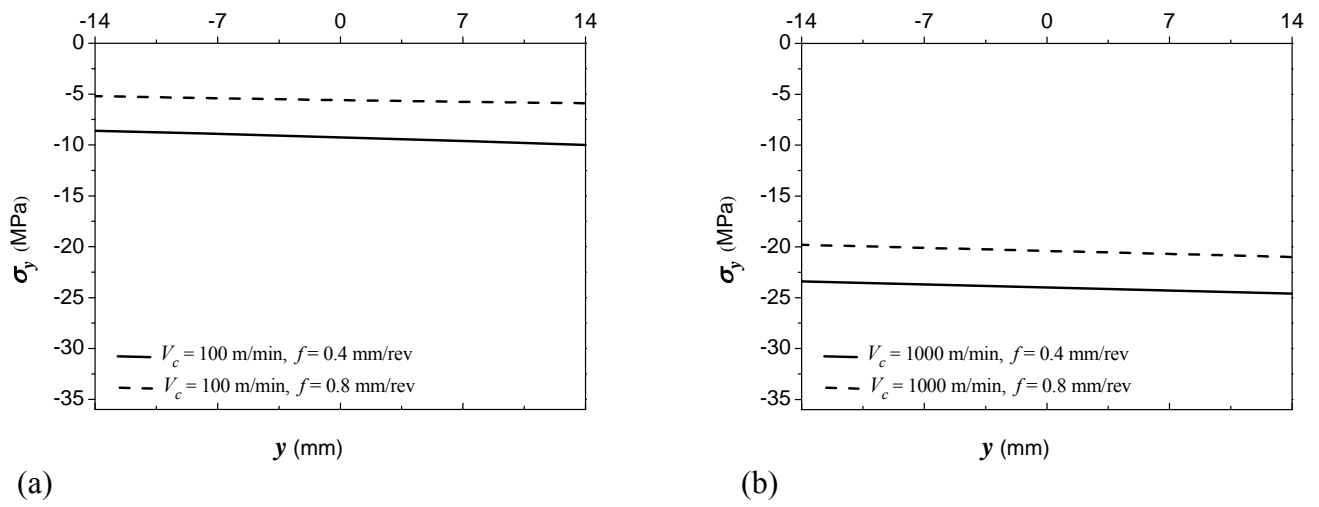 -14 -7 0 7 14
0
-5
-10
-15
-20
-25
-30
-35
σy (MPa)
Vc = 100 m/min, f = 0.4 mm/rev
Vc = 100 m/min, f = 0.8 mm/rev
y (mm)
(a)
-14 -7 0 7 14
0
-5
-10
-15
-20
-25
-30
-35
σy (MPa)
Vc = 1000 m/min, f = 0.4 mm/rev
Vc = 1000 m/min, f = 0.8 mm/rev
y (mm)
(b)